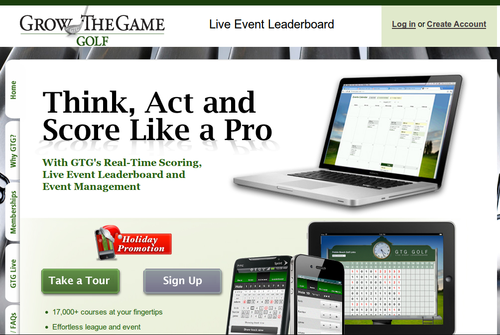 GROW THE GAME
GOLF
Live Event Leaderboard
Log in or Create Account
Home
Why GTG?
Memberships
GTG Live
FAQs
Think, Act and
Score Like a Pro
With GTG's Real-Time Scoring,
Live Event Leaderboard and
Event Management
Holiday
Promotion
Take a Tour
Sign Up
17,000+ courses at your fingertips
Effortless league and event
GTG GOLF